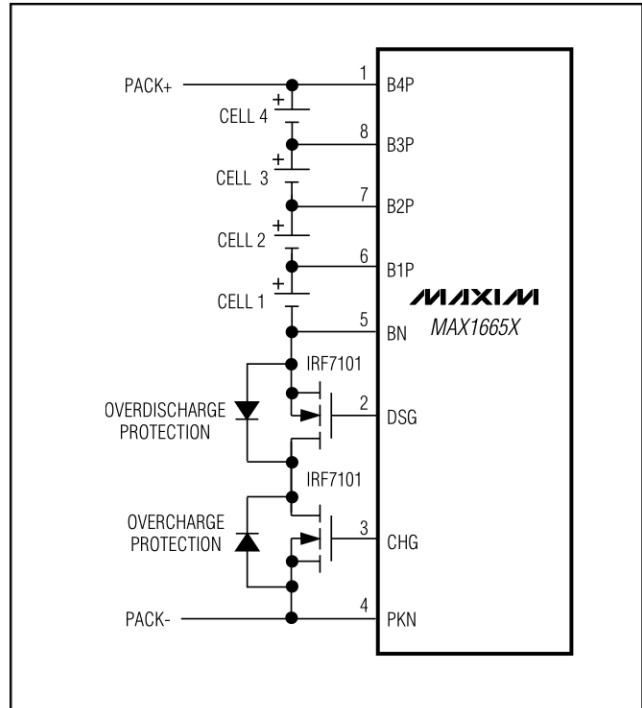 PACK+
1
B4P
+
CELL 4
8
B3P
+
CELL 3
7
B2P
+
CELL 2
6
B1P
+
CELL 1
MAXIM
MAX1665X
5
BN
IRF7101
OVERDISCHARGE
PROTECTION
2
DSG
IRF7101
OVERCHARGE
PROTECTION
3
CHG
PACK-
4
PKN